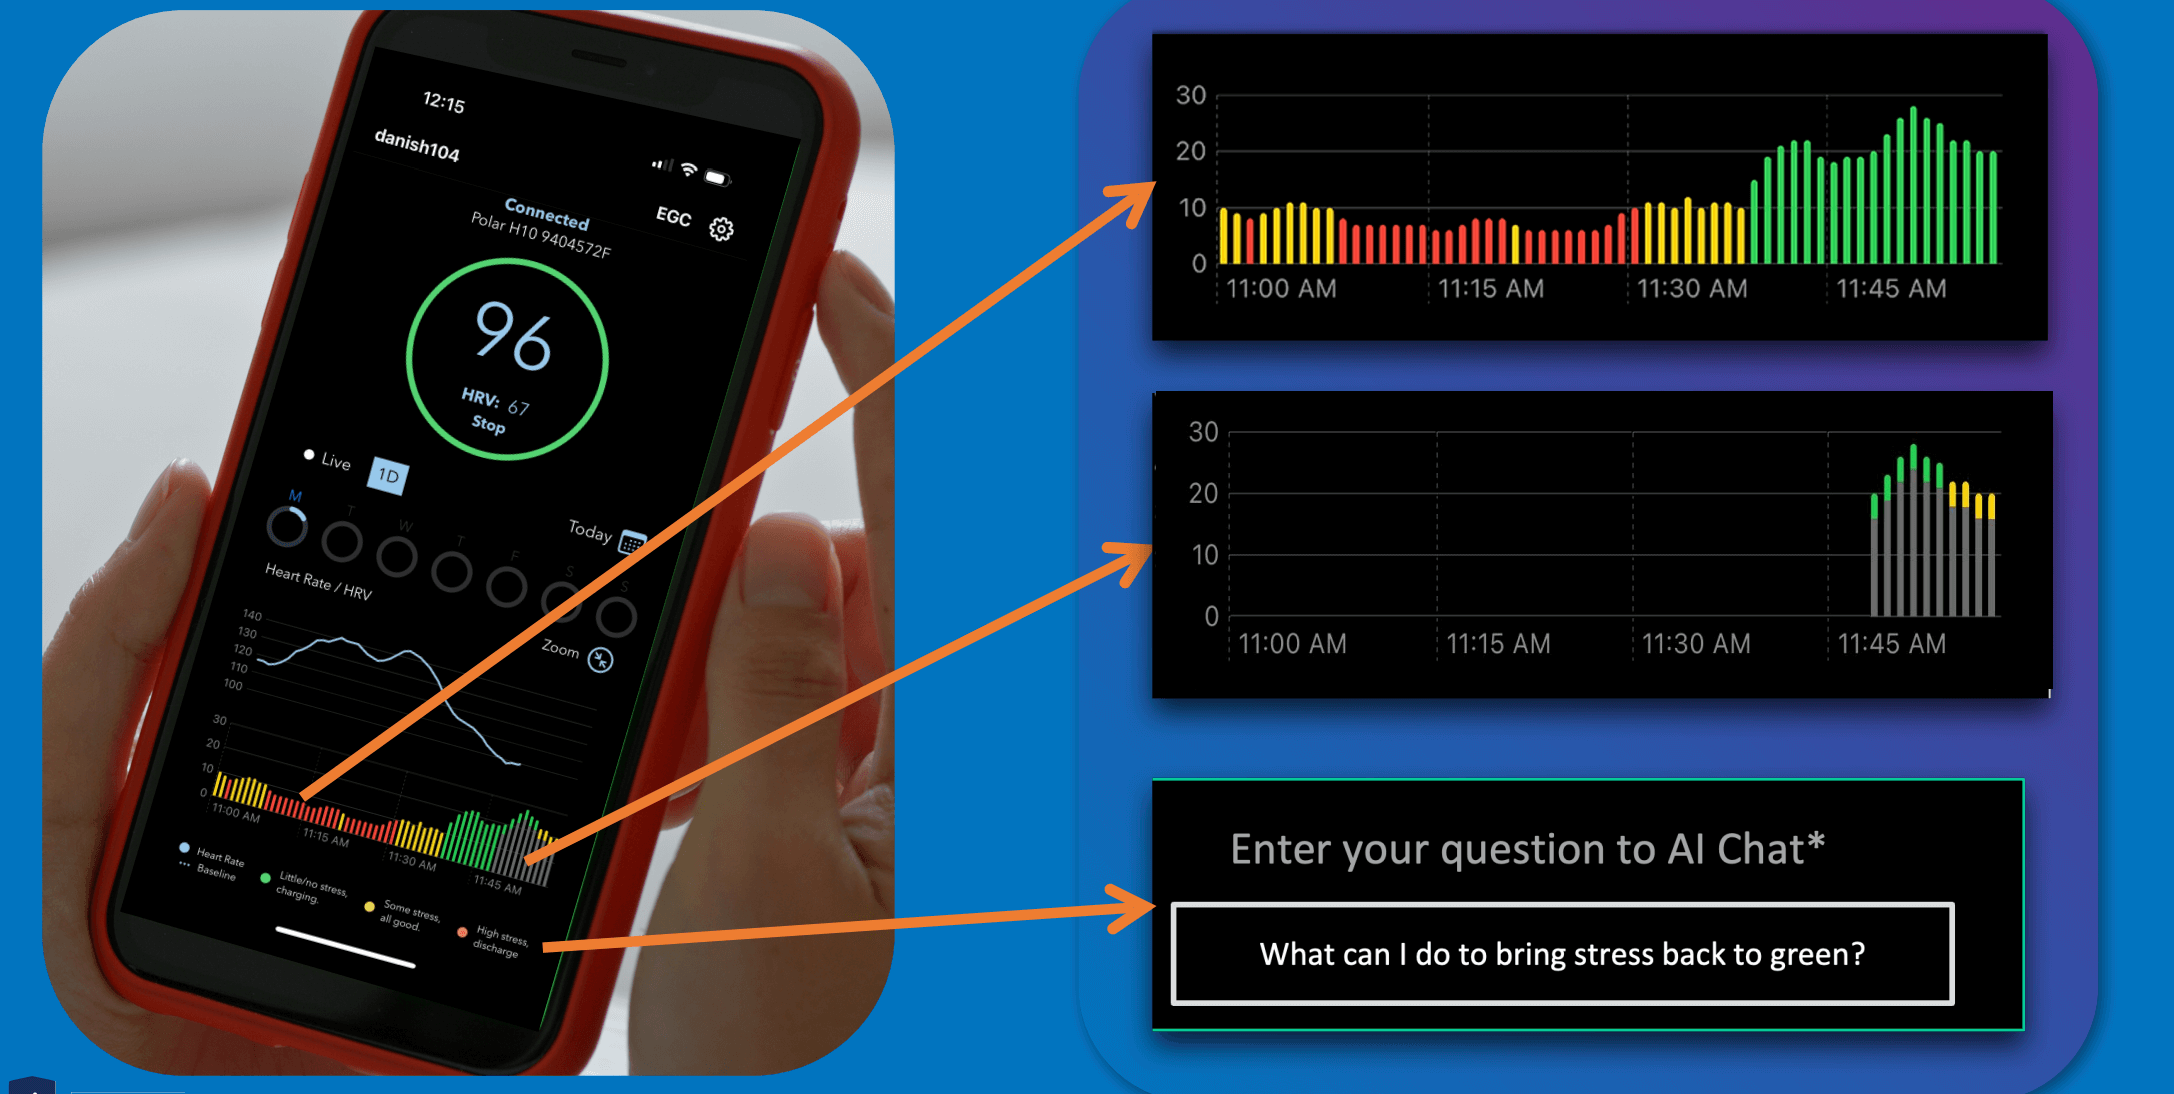 12:15
danish104
EGC
Connected
Polar H10 9404572F
96
HRV: 67
Stop
Live
1D
Today
M
T
W
T
F
S
S
Heart Rate / HRV
Zoom
140
130
120
110
100
30
20
10
0
11:00 AM
11:15 AM
11:30 AM
11:45 AM
Heart Rate
Baseline
Little/no stress,
charging.
Some stress,
all good.
High stress,
discharge
30
20
10
0
11:00 AM
11:15 AM
11:30 AM
11:45 AM
30
20
10
0
11:00 AM
11:15 AM
11:30 AM
11:45 AM
Enter your question to AI Chat*
What can I do to bring stress back to green?